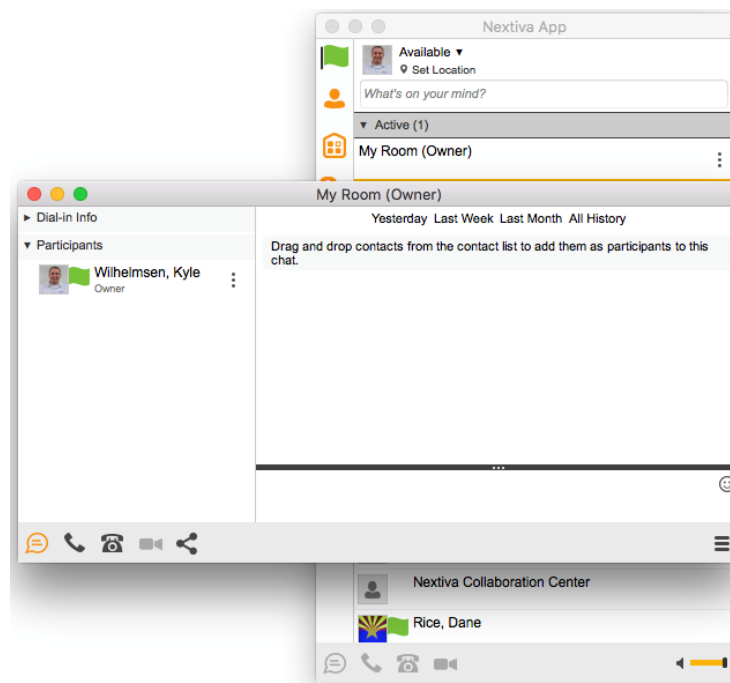 Nextiva App
Available ▾
Set Location
What's on your mind?
▾ Active (1)
My Room (Owner)
My Room (Owner)
▸ Dial-in Info
▾ Participants
Wilhelmsen, Kyle
Owner
Yesterday Last Week Last Month All History
Drag and drop contacts from the contact list to add them as participants to this
chat.
Nextiva Collaboration Center
Rice, Dane